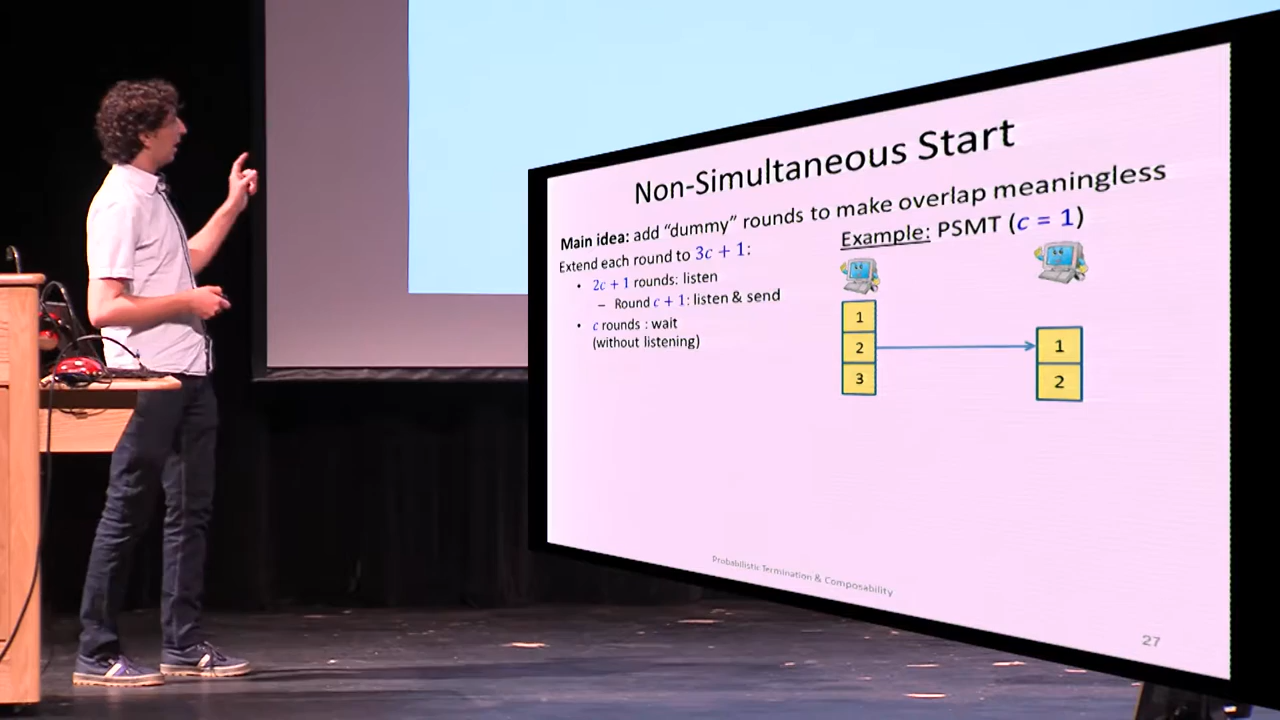 Non-Simultaneous Start
Main idea: add "dummy" rounds to make overlap meaningless
Extend each round to 3c + 1:
• 2c + 1 rounds: listen
– Round c + 1: listen & send
• c rounds : wait
(without listening)
Example: PSMT (c = 1)
1
2
3
1
2
Probabilistic Termination & Composability
27